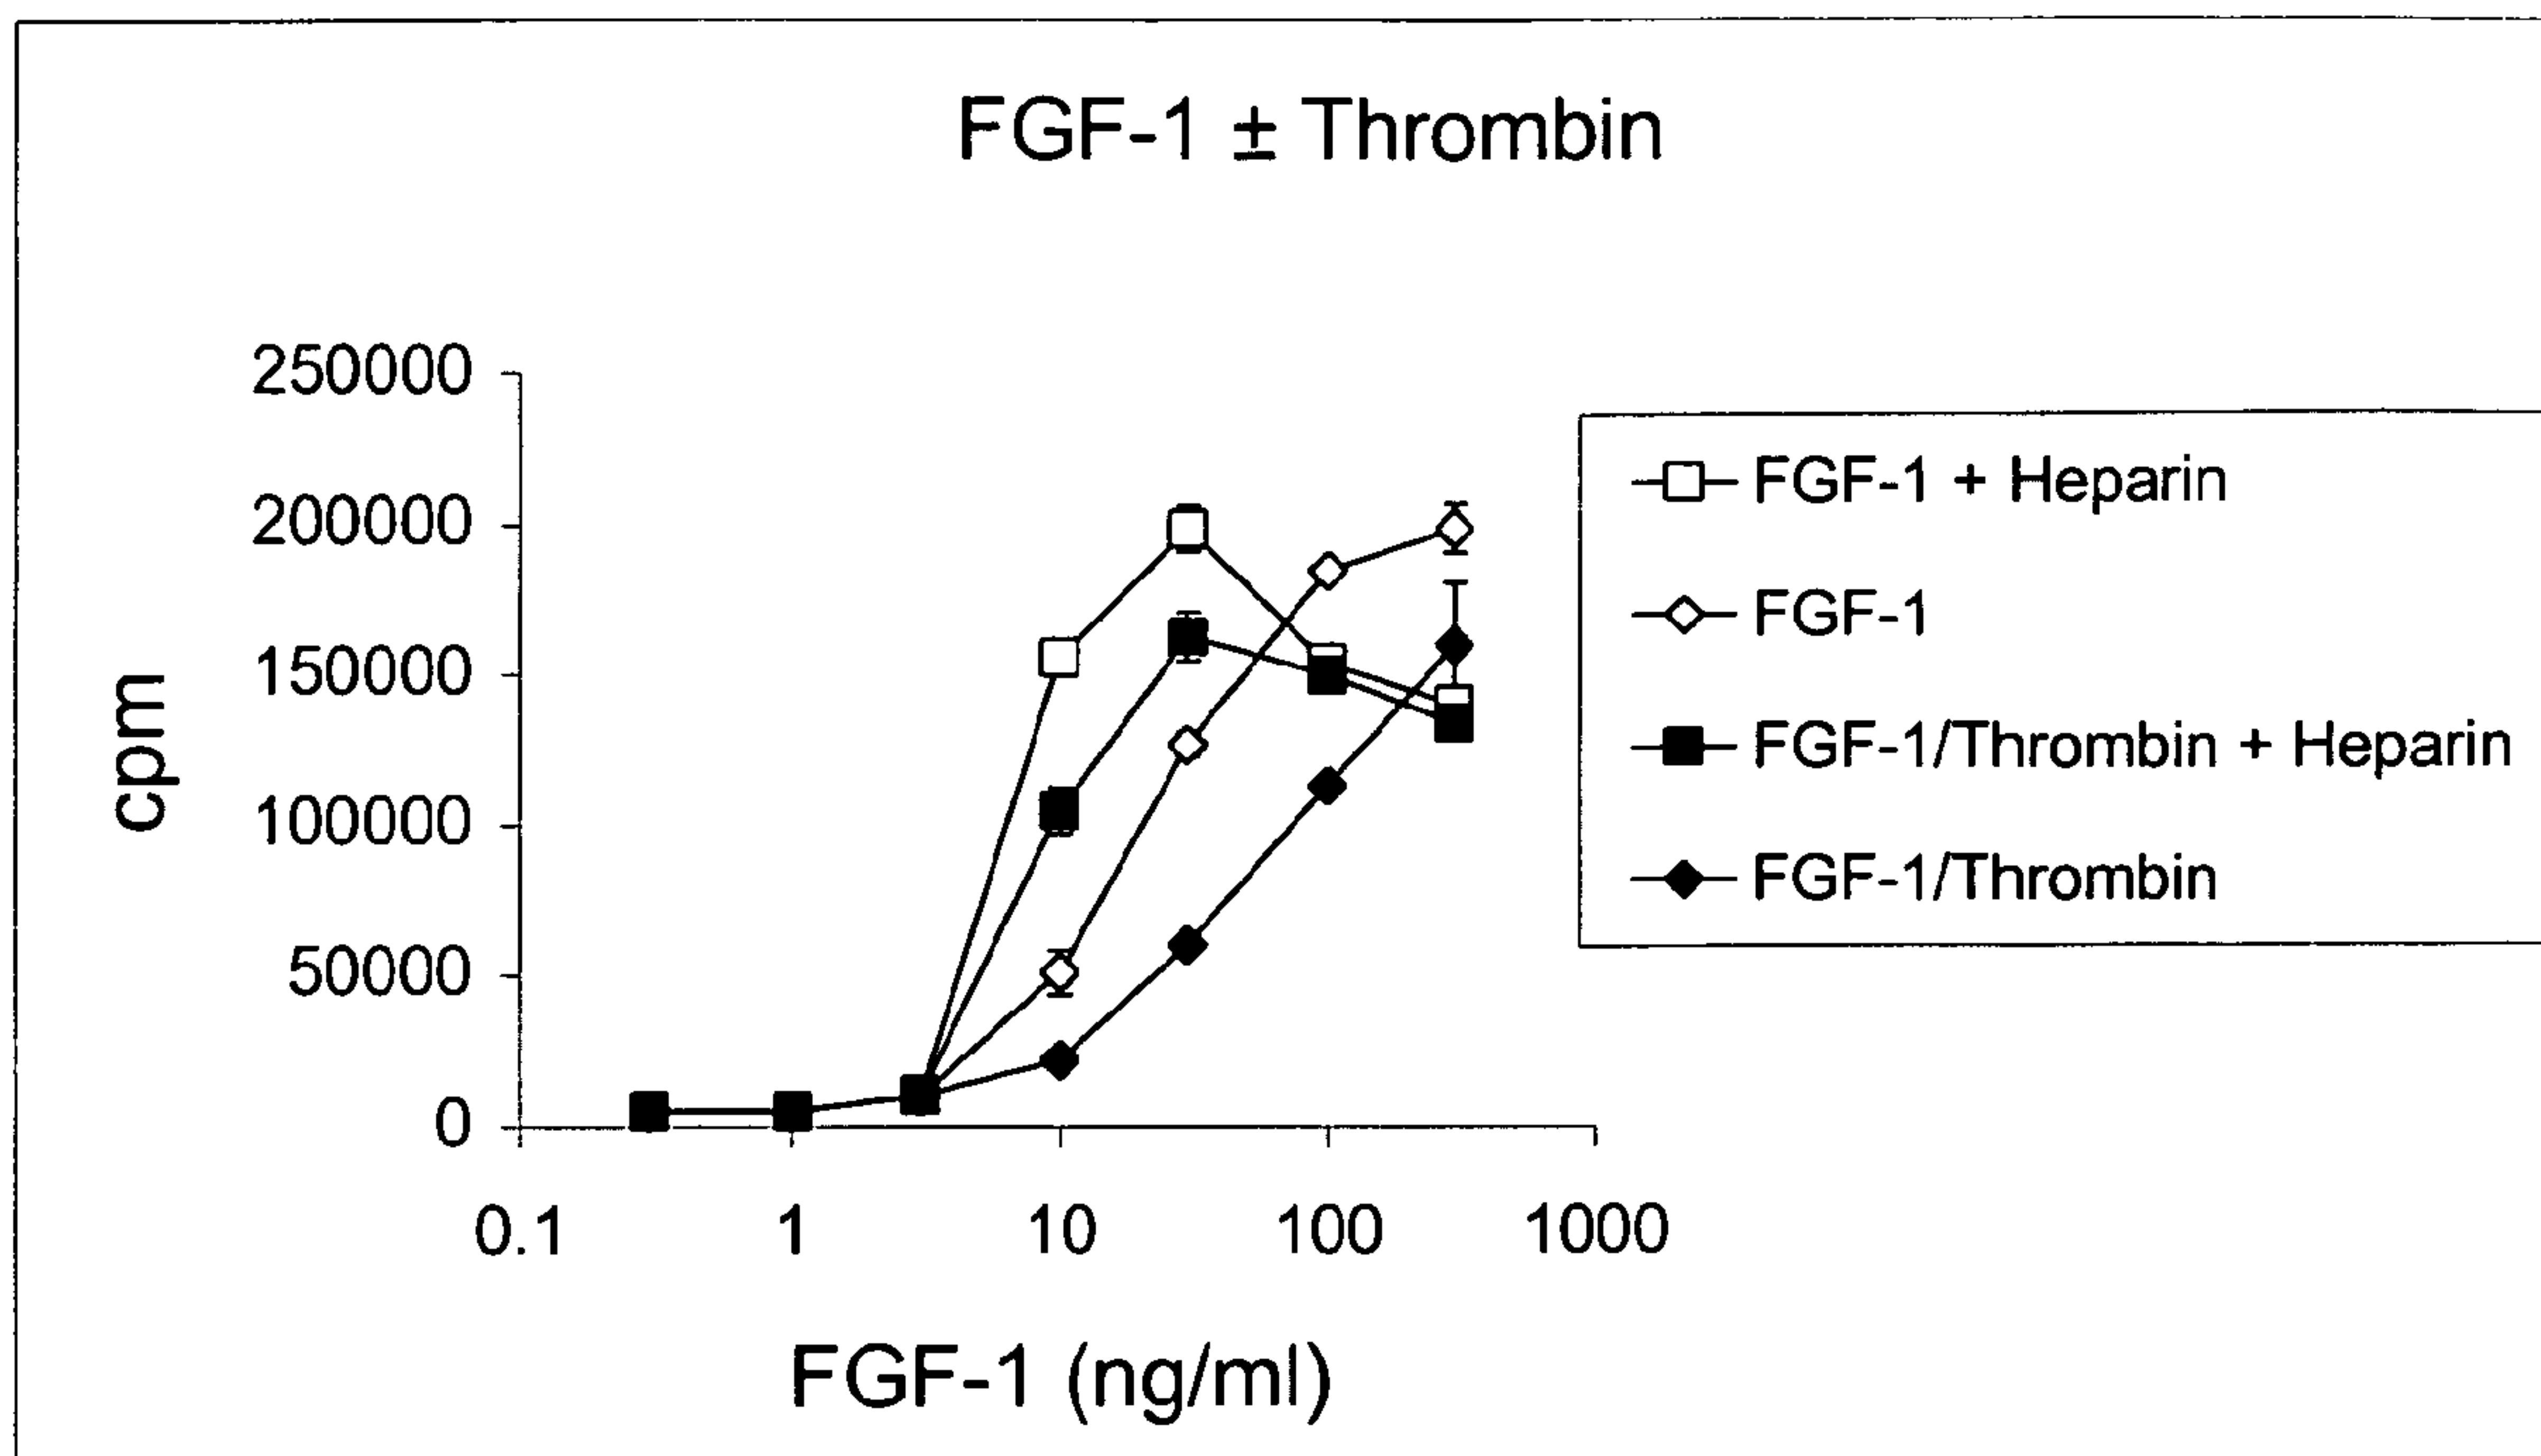 FGF-1 ± Thrombin
250000
200000
150000
100000
50000
0
cpm
0.1 1 10 100 1000
FGF-1 (ng/ml)
FGF-1 + Heparin
FGF-1
FGF-1/Thrombin + Heparin
FGF-1/Thrombin